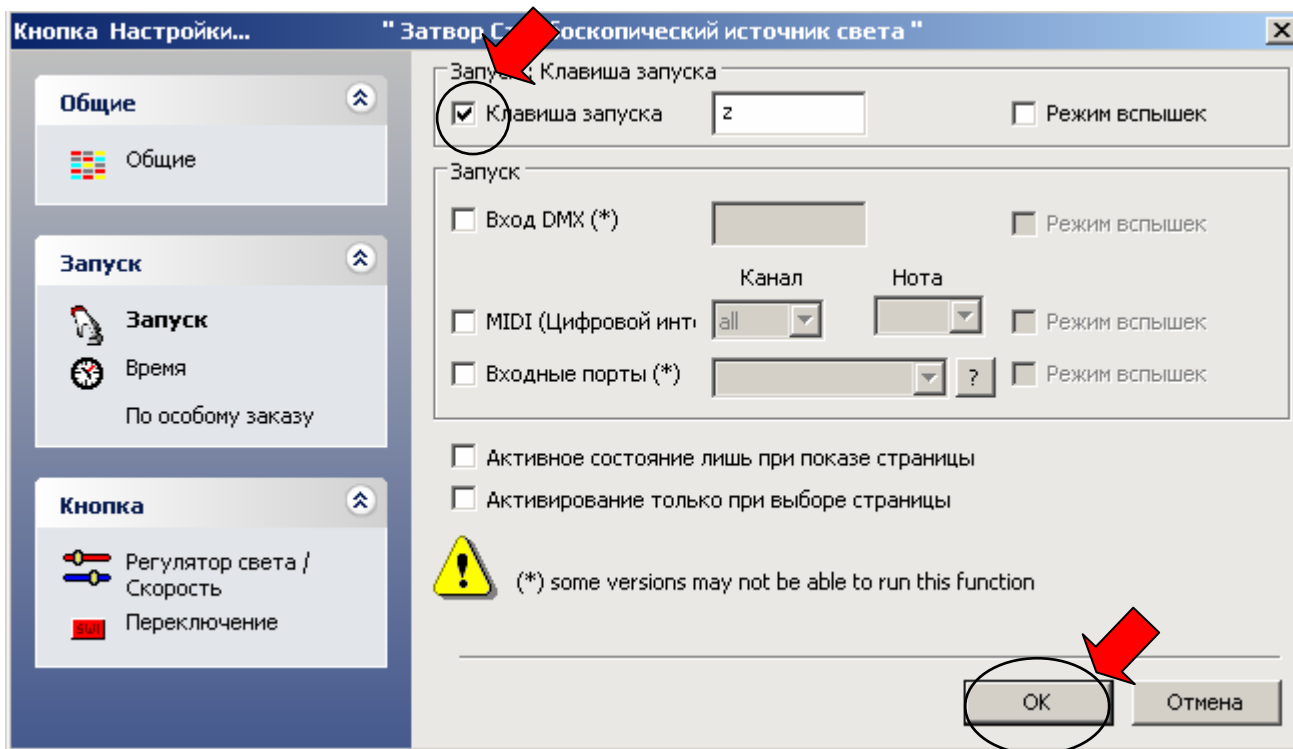 Кнопка Настройки... " Затвор Ст боскопический источник света "
Общие
Общие
Запуск
Запуск
Время
По особому заказу
Кнопка
Регулятор света /
Скорость
SWI
Переключение
Запуск: Клавиша запуска
Клавиша запуска z Режим вспышек
Запуск
Вход DMX (*) Режим вспышек
Канал Нота
MIDI (Цифровой инт all Режим вспышек
Входные порты (*) ? Режим вспышек
Активное состояние лишь при показе страницы
Активирование только при выборе страницы
(*) some versions may not be able to run this function
OK Отмена